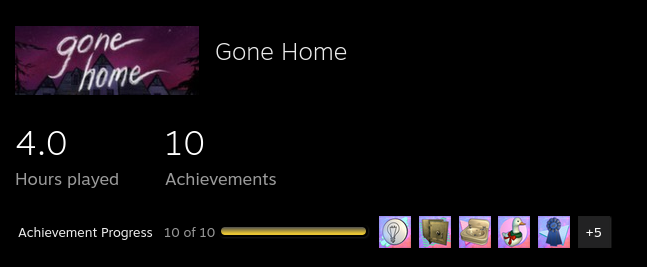 gone
home
Gone Home
4.0
Hours played
10
Achievements
Achievement Progress 10 of 10 +5